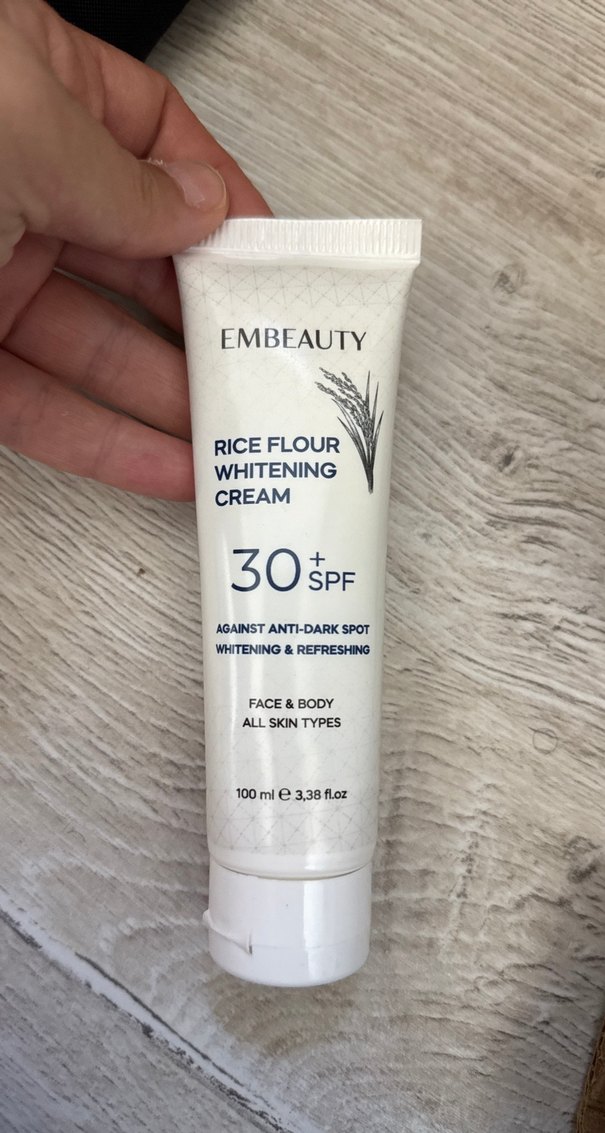 EMBEAUTY
RICE FLOUR
WHITENING
CREAM
30+ SPF
AGAINST ANTI-DARK SPOT
WHITENING & REFRESHING
FACE & BODY
ALL SKIN TYPES
100 ml ℮ 3,38 fl.oz